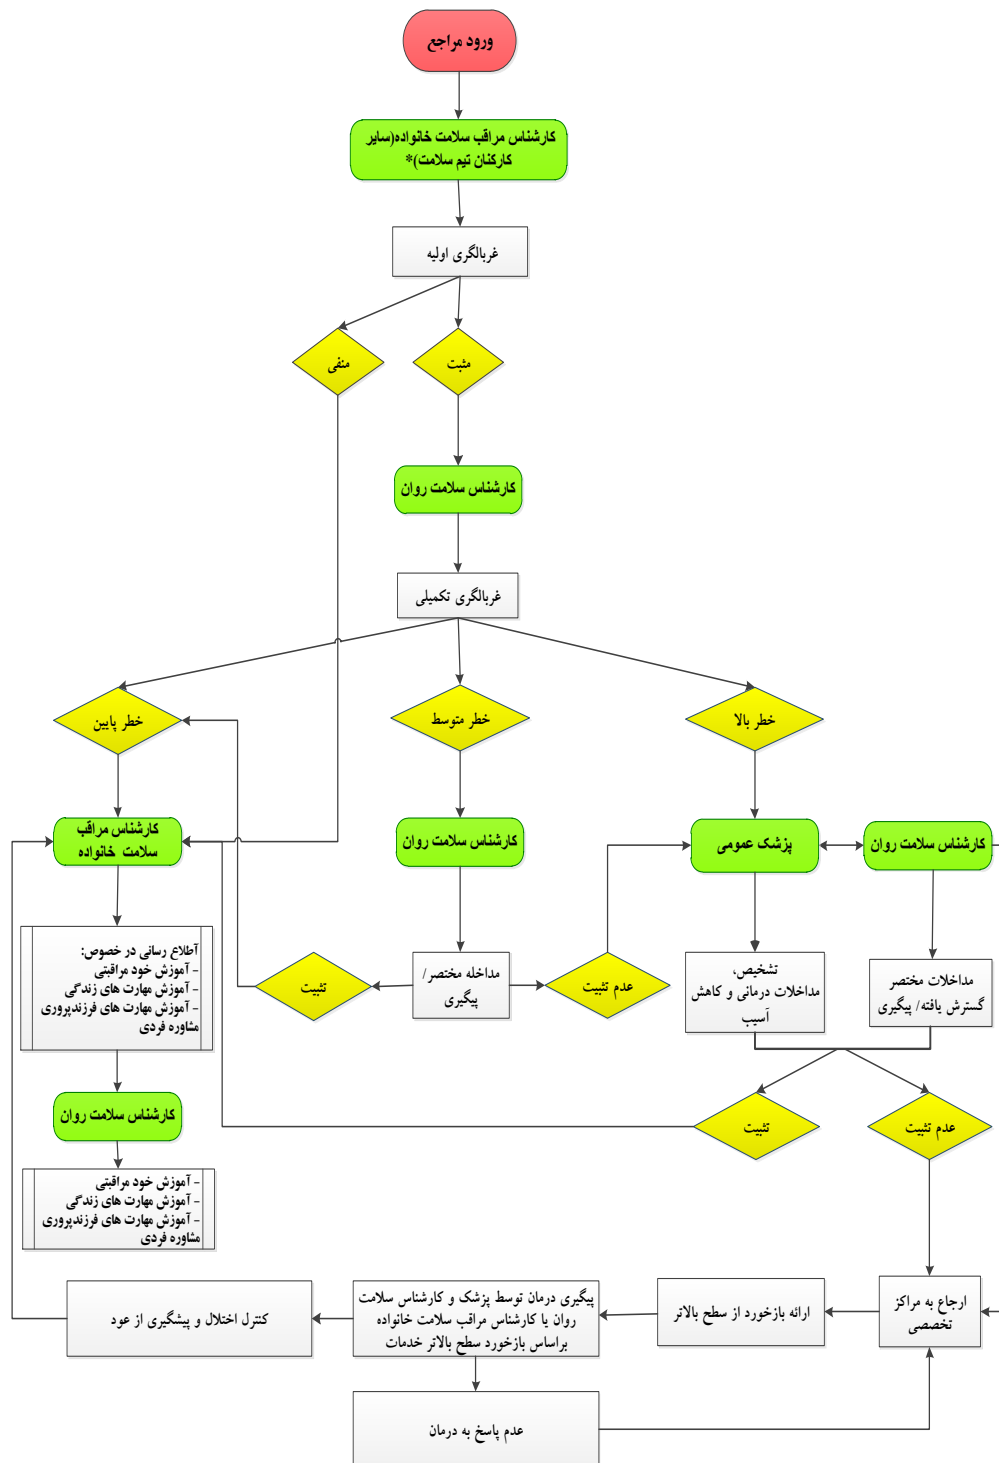 ورود مراجع
کارشناس مراقب سلامت خانواده(سایر
کارکنان تیم سلامت)*
غربالگری اولیه
مثبت
منفی
کارشناس سلامت روان
غربالگری تکمیلی
خطر بالا
خطر متوسط
خطر پایین
کارشناس سلامت روان
پزشک عمومی
کارشناس سلامت روان
کارشناس مراقب
سلامت خانواده
مداخلات مختصر
گسترش یافته/ پیگیری
تشخیص،
مداخلات درمانی و کاهش
آسیب
عدم تثبیت
مداخله مختصر/
پیگیری
تثبیت
آطلاع رسانی در خصوص:
- آموزش خود مراقبتی
- آموزش مهارت های زندگی
- آموزش مهارت های فرزندپروری
مشاوره فردی
عدم تثبیت
تثبیت
کارشناس سلامت روان
- آموزش خود مراقبتی
- آموزش مهارت های زندگی
- آموزش مهارت های فرزندپروری
مشاوره فردی
ارجاع به مراکز
تخصصی
ارائه بازخورد از سطح بالاتر
پیگیری درمان توسط پزشک و کارشناس سلامت
روان یا کارشناس مراقب سلامت خانواده
براساس بازخورد سطح بالاتر خدمات
کنترل اختلال و پیشگیری از عود
عدم پاسخ به درمان